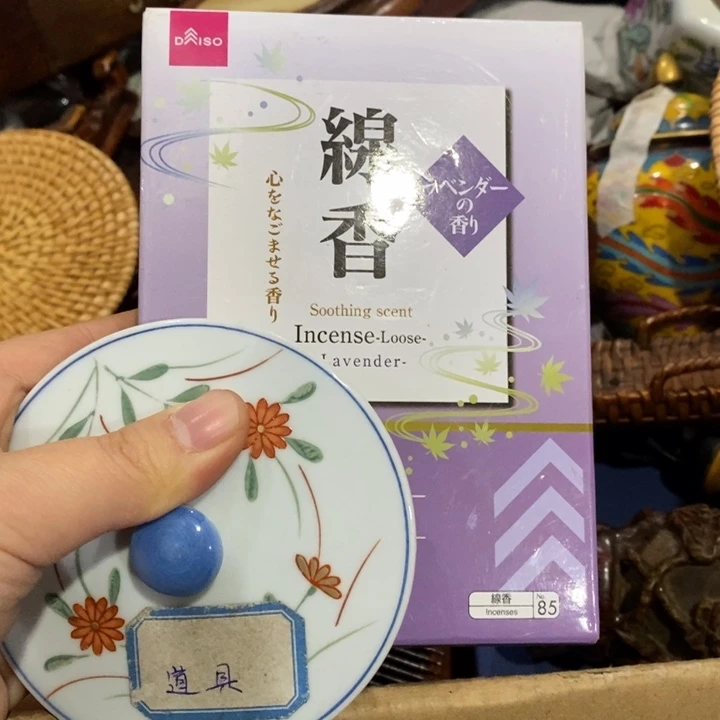 DAISO
線香
ラベンダー
の
香り
心をなごませる香り
Soothing scent
Incense-Loose-
Lavender-
線香
Incenses
No.
85
道具